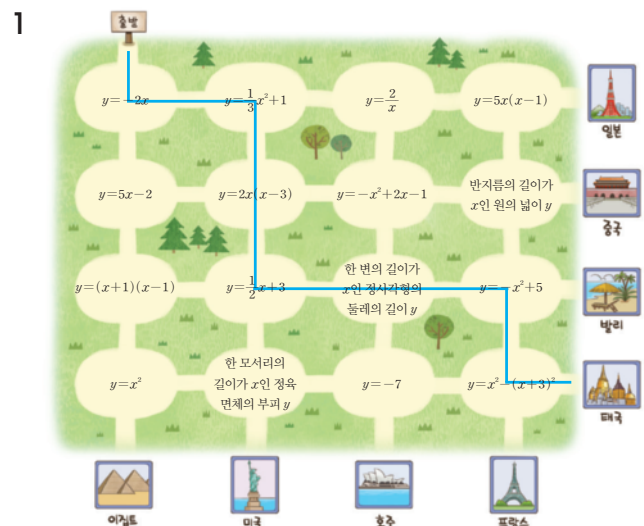 1
출발
y=-2x
y=1/3x²+1
y=2/x
y=5x(x-1)
일본
y=5x-2
y=2x(x-3)
y=-x²+2x-1
반지름의 길이가
x인 원의 넓이 y
중국
y=(x+1)(x-1)
y=1/2x+3
한 변의 길이가
x인 정사각형의
둘레의 길이 y
y=-x²+5
발리
y=x²
한 모서리의
길이가 x인 정육
면체의 부피 y
y=-7
y=x²-(x+3)²
태국
이집트
미국
호주
프랑스